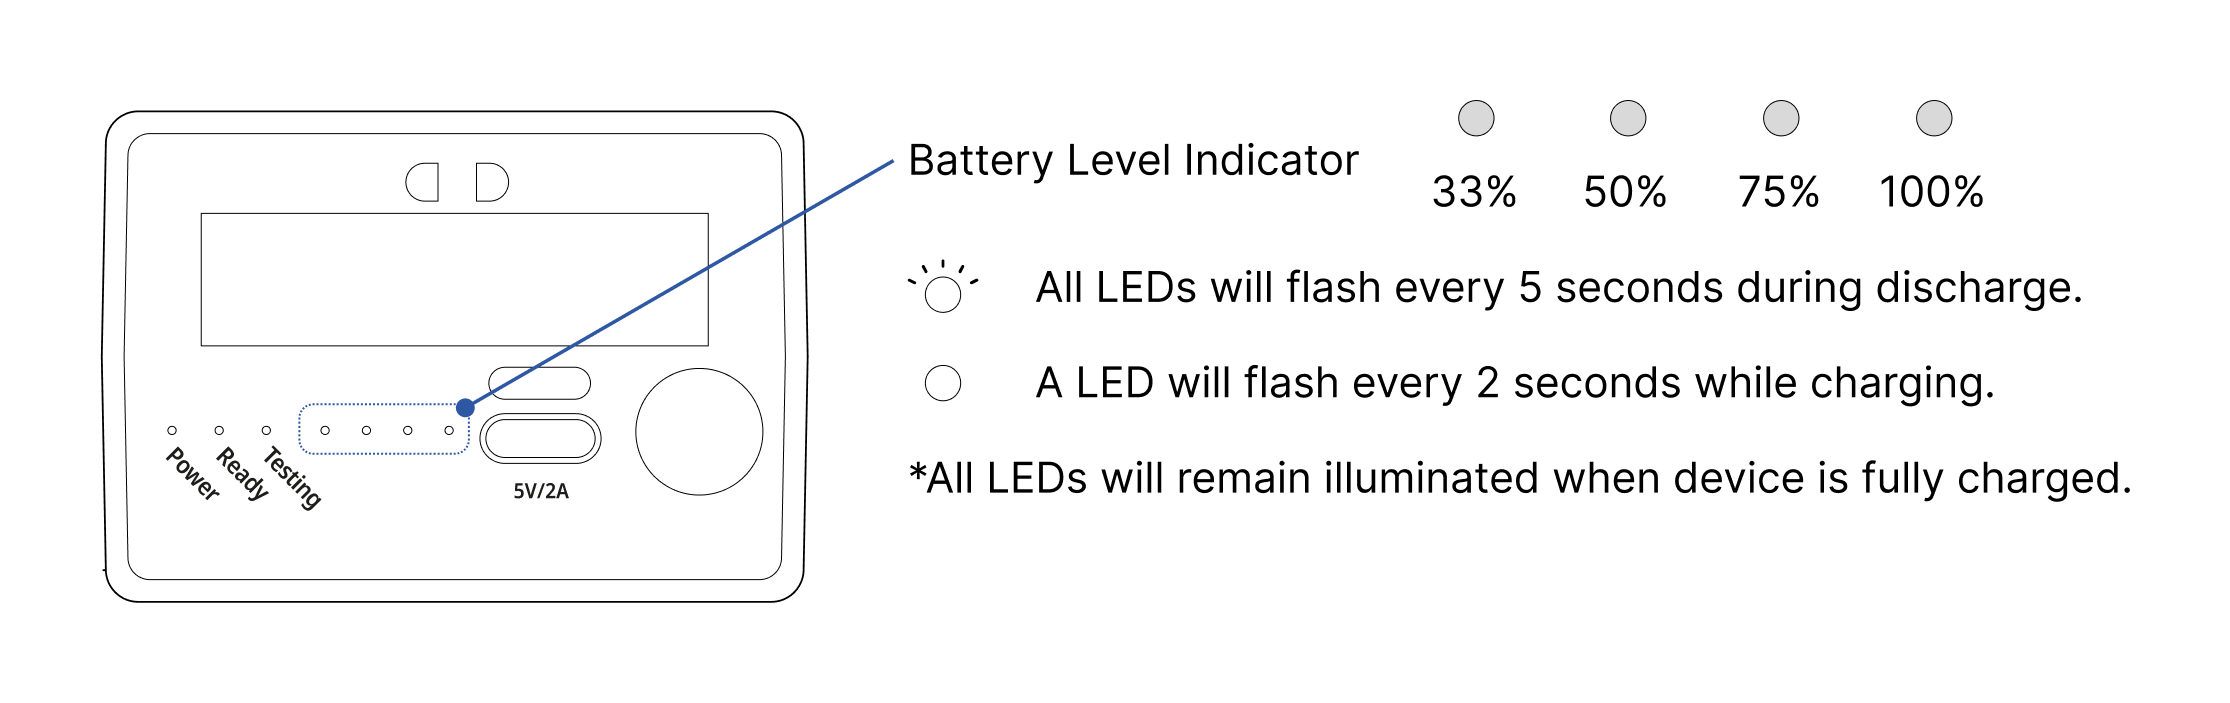 Battery Level Indicator
33% 50% 75% 100%
All LEDs will flash every 5 seconds during discharge.
A LED will flash every 2 seconds while charging.
*All LEDs will remain illuminated when device is fully charged.
Power
Ready
Testing
5V/2A